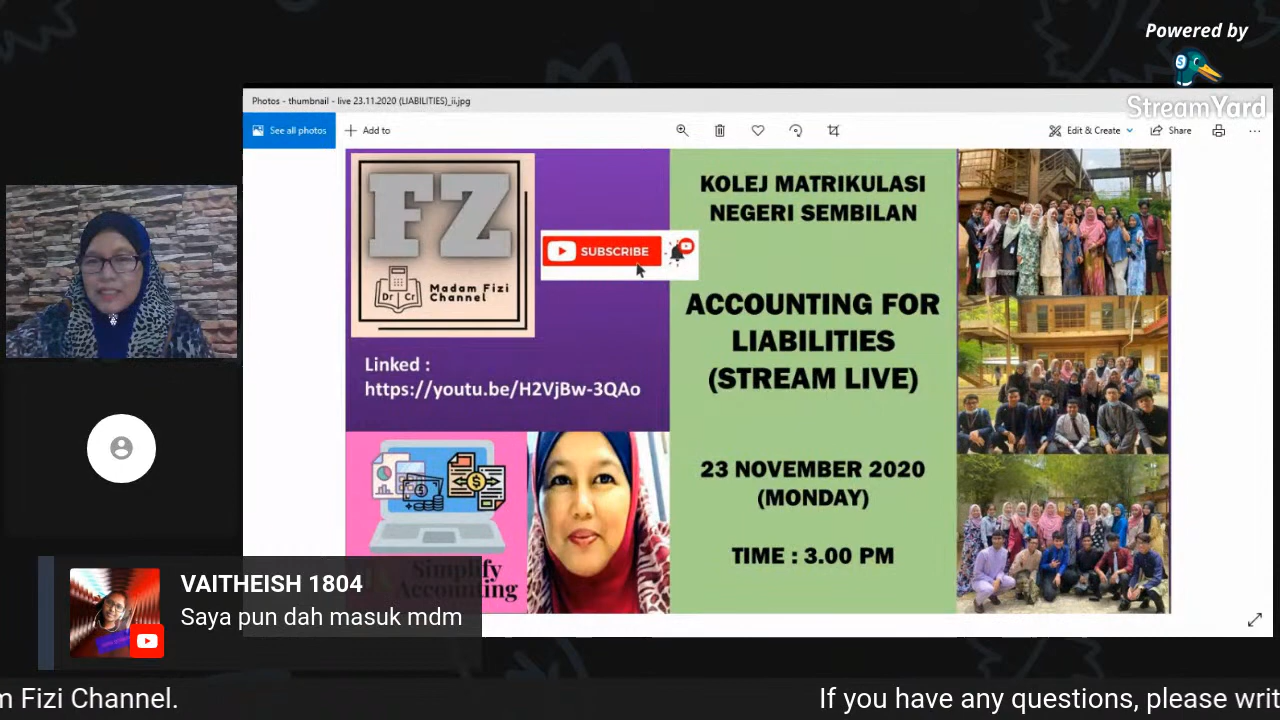 Powered by
S
StreamYard
Photos - thumbnail - live 23.11.2020 (LIABILITIES)_ii.jpg
See all photos
Add to
Edit & Create
Share
FZ
Dr Cr
Madam Fizi
Channel
SUBSCRIBE
Linked :
https://youtu.be/H2VjBw-3QAo
KOLEJ MATRIKULASI
NEGERI SEMBILAN
ACCOUNTING FOR
LIABILITIES
(STREAM LIVE)
23 NOVEMBER 2020
(MONDAY)
TIME : 3.00 PM
Simplify
Accounting
VAITHEISH 1804
Saya pun dah masuk mdm
m Fizi Channel.
If you have any questions, please writ